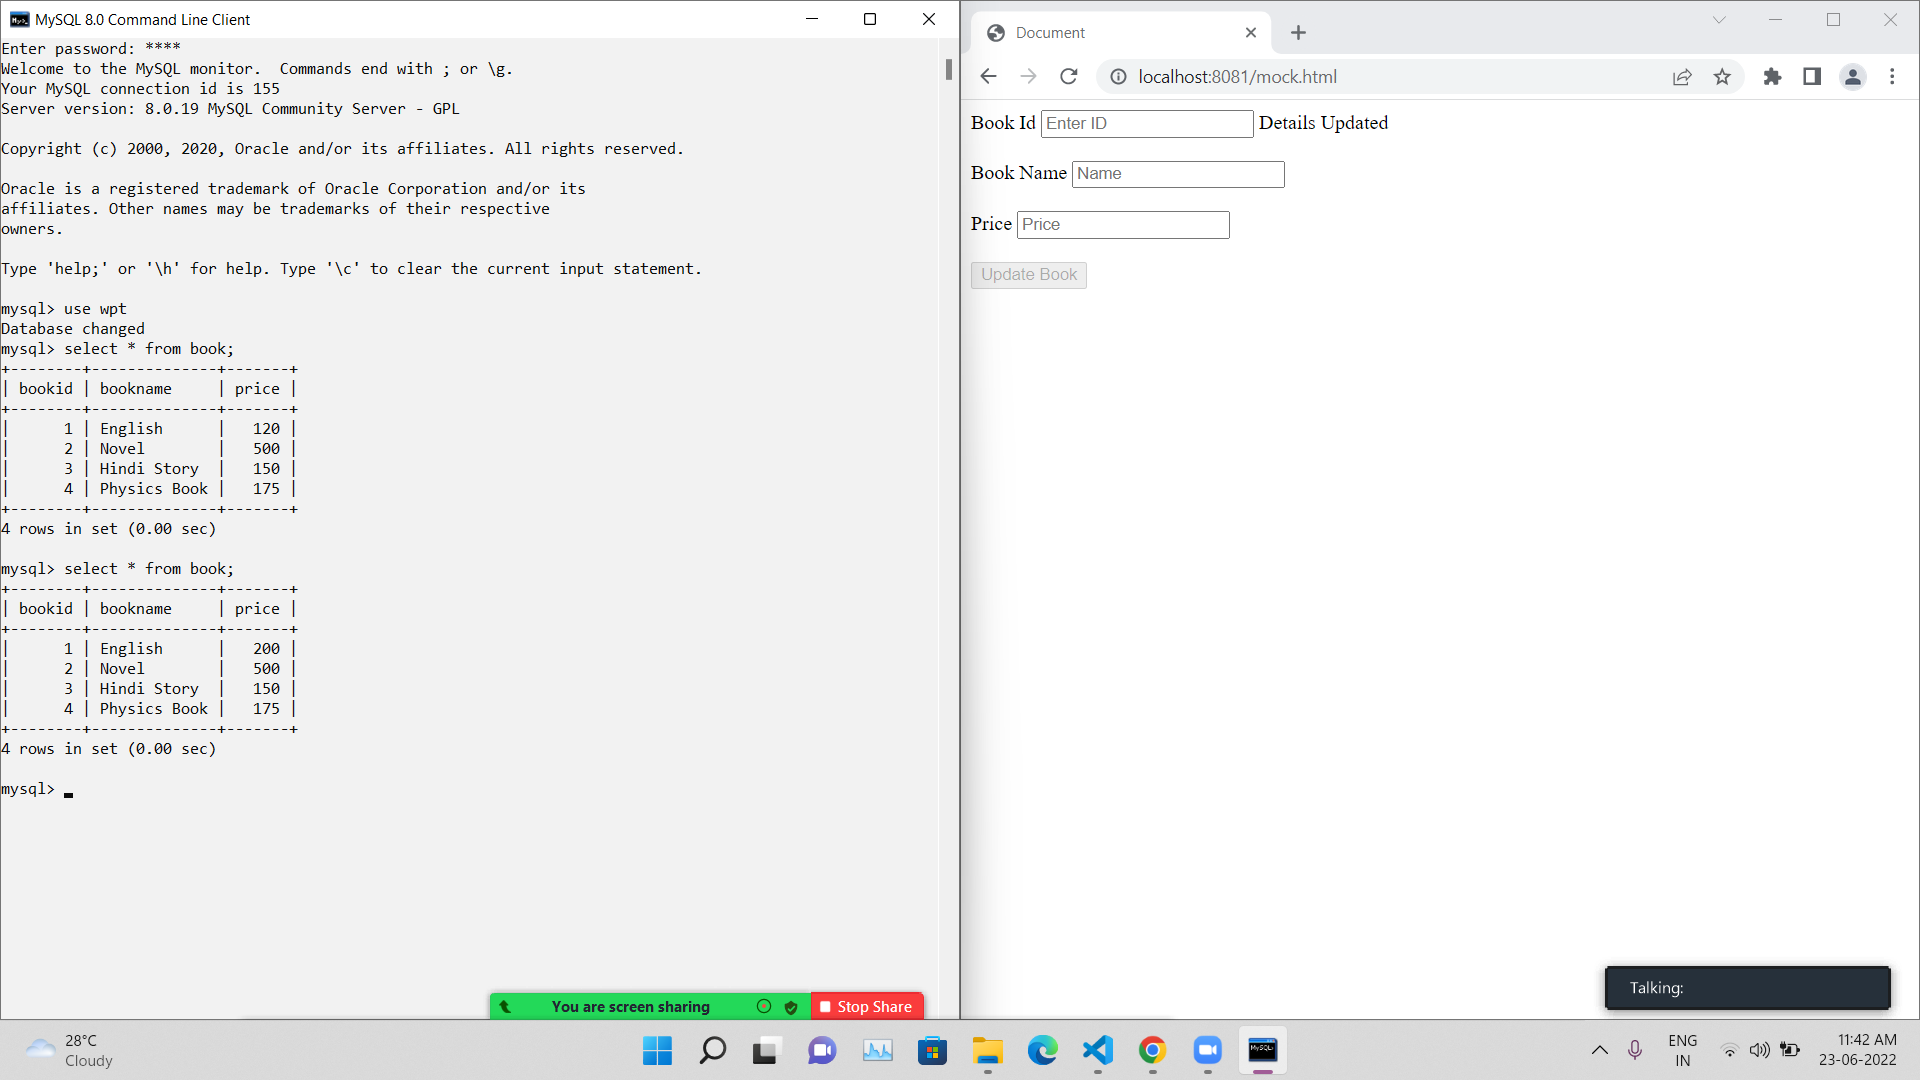 MySQL 8.0 Command Line Client
Enter password: ****
Welcome to the MySQL monitor.  Commands end with ; or \g.
Your MySQL connection id is 155
Server version: 8.0.19 MySQL Community Server - GPL
Copyright (c) 2000, 2020, Oracle and/or its affiliates. All rights reserved.
Oracle is a registered trademark of Oracle Corporation and/or its
affiliates. Other names may be trademarks of their respective
owners.
Type 'help;' or '\h' for help. Type '\c' to clear the current input statement.
mysql> use wpt
Database changed
mysql> select * from book;
+--------+--------------+-------+
| bookid | bookname     | price |
+--------+--------------+-------+
|      1 | English      |   120 |
|      2 | Novel        |   500 |
|      3 | Hindi Story  |   150 |
|      4 | Physics Book |   175 |
+--------+--------------+-------+
4 rows in set (0.00 sec)
mysql> select * from book;
+--------+--------------+-------+
| bookid | bookname     | price |
+--------+--------------+-------+
|      1 | English      |   200 |
|      2 | Novel        |   500 |
|      3 | Hindi Story  |   150 |
|      4 | Physics Book |   175 |
+--------+--------------+-------+
4 rows in set (0.00 sec)
mysql>
Document
localhost:8081/mock.html
Book Id Enter ID Details Updated
Book Name Name
Price Price
Update Book
Talking:
You are screen sharing Stop Share
28°C
Cloudy
MySQL>
ENG
IN
11:42 AM
23-06-2022